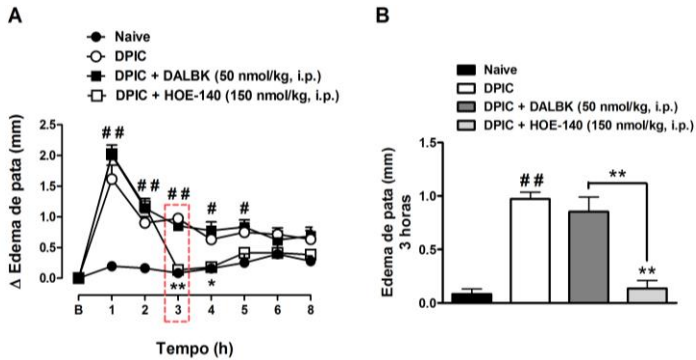 A
Naive
DPIC
DPIC + DALBK (50 nmol/kg, i.p.)
DPIC + HOE-140 (150 nmol/kg, i.p.)
Δ Edema de pata (mm)
2.5
2.0
1.5
1.0
0.5
0.0
##
##
##
#
#
**
*
B
1
2
3
4
5
6
8
Tempo (h)
B
Naive
DPIC
DPIC + DALBK (50 nmol/kg, i.p.)
DPIC + HOE-140 (150 nmol/kg, i.p.)
Edema de pata (mm)
3 horas
1.5
1.0
0.5
0.0
##
**
**